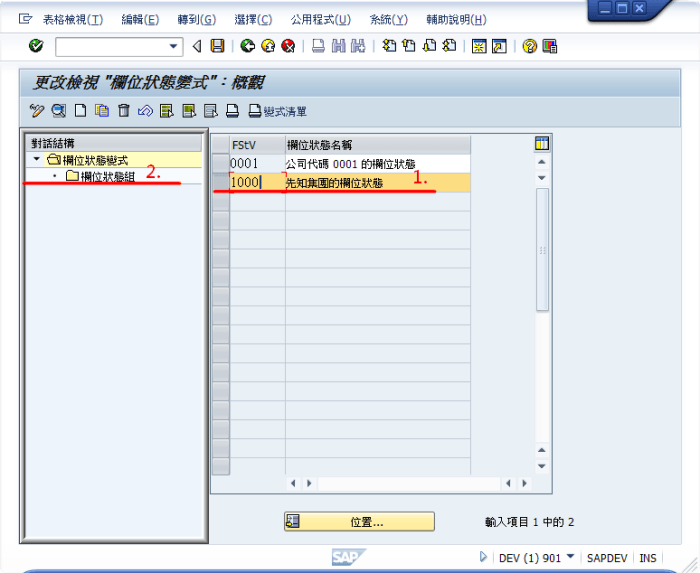 表格檢視(T) 編輯(E) 轉到(G) 選擇(C) 公用程式(U) 系統(Y) 輔助說明(H)
更改檢視 "欄位狀態變式"：概觀
變式清單
對話結構
欄位狀態變式
欄位狀態組 2.
FStV 欄位狀態名稱
0001 公司代碼 0001 的欄位狀態
1000 先知集團的欄位狀態 1.
位置... 輸入項目 1 中的 2
SAP DEV (1) 901 SAPDEV INS